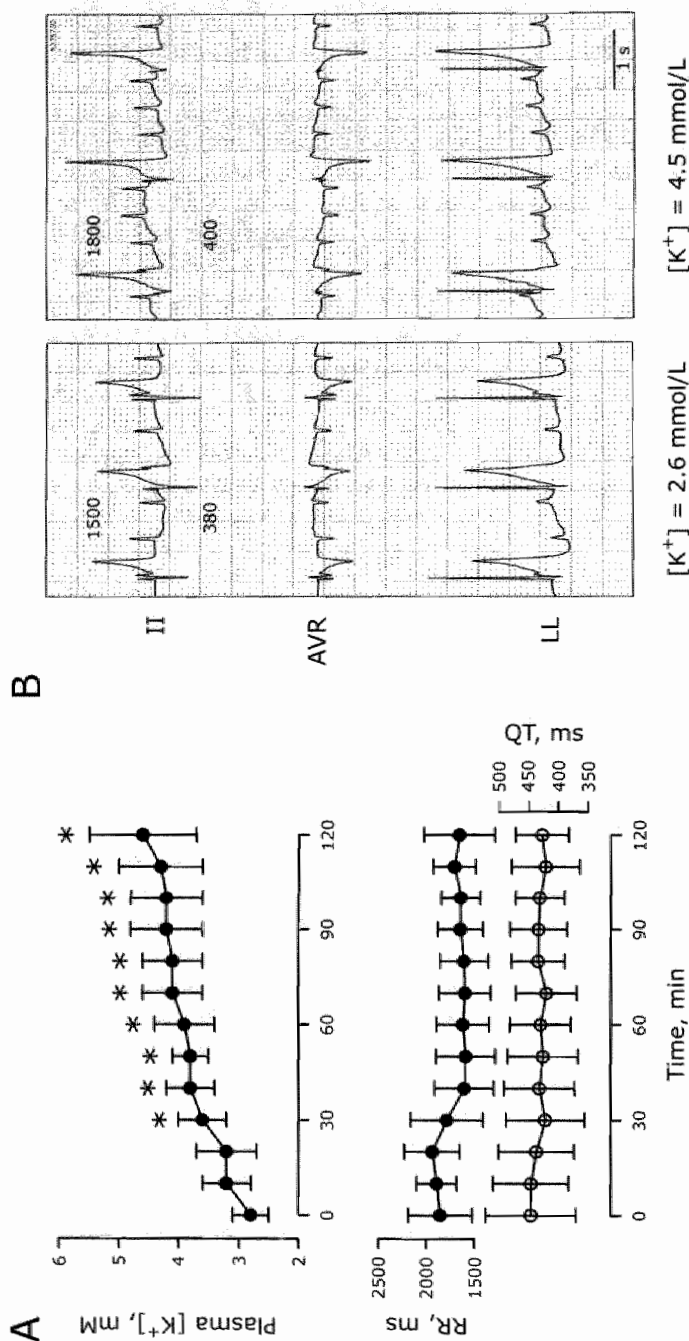 A
Plasma [K⁺], mM
6
5
4
3
2
* * * * * * * * * *
RR, ms
2500
2000
1500
QT, ms
500
450
400
350
0 30 60 90 120
Time, min
B
II
1500
1800
380
400
AVR
LL
1 s
[K⁺] = 2.6 mmol/L
[K⁺] = 4.5 mmol/L